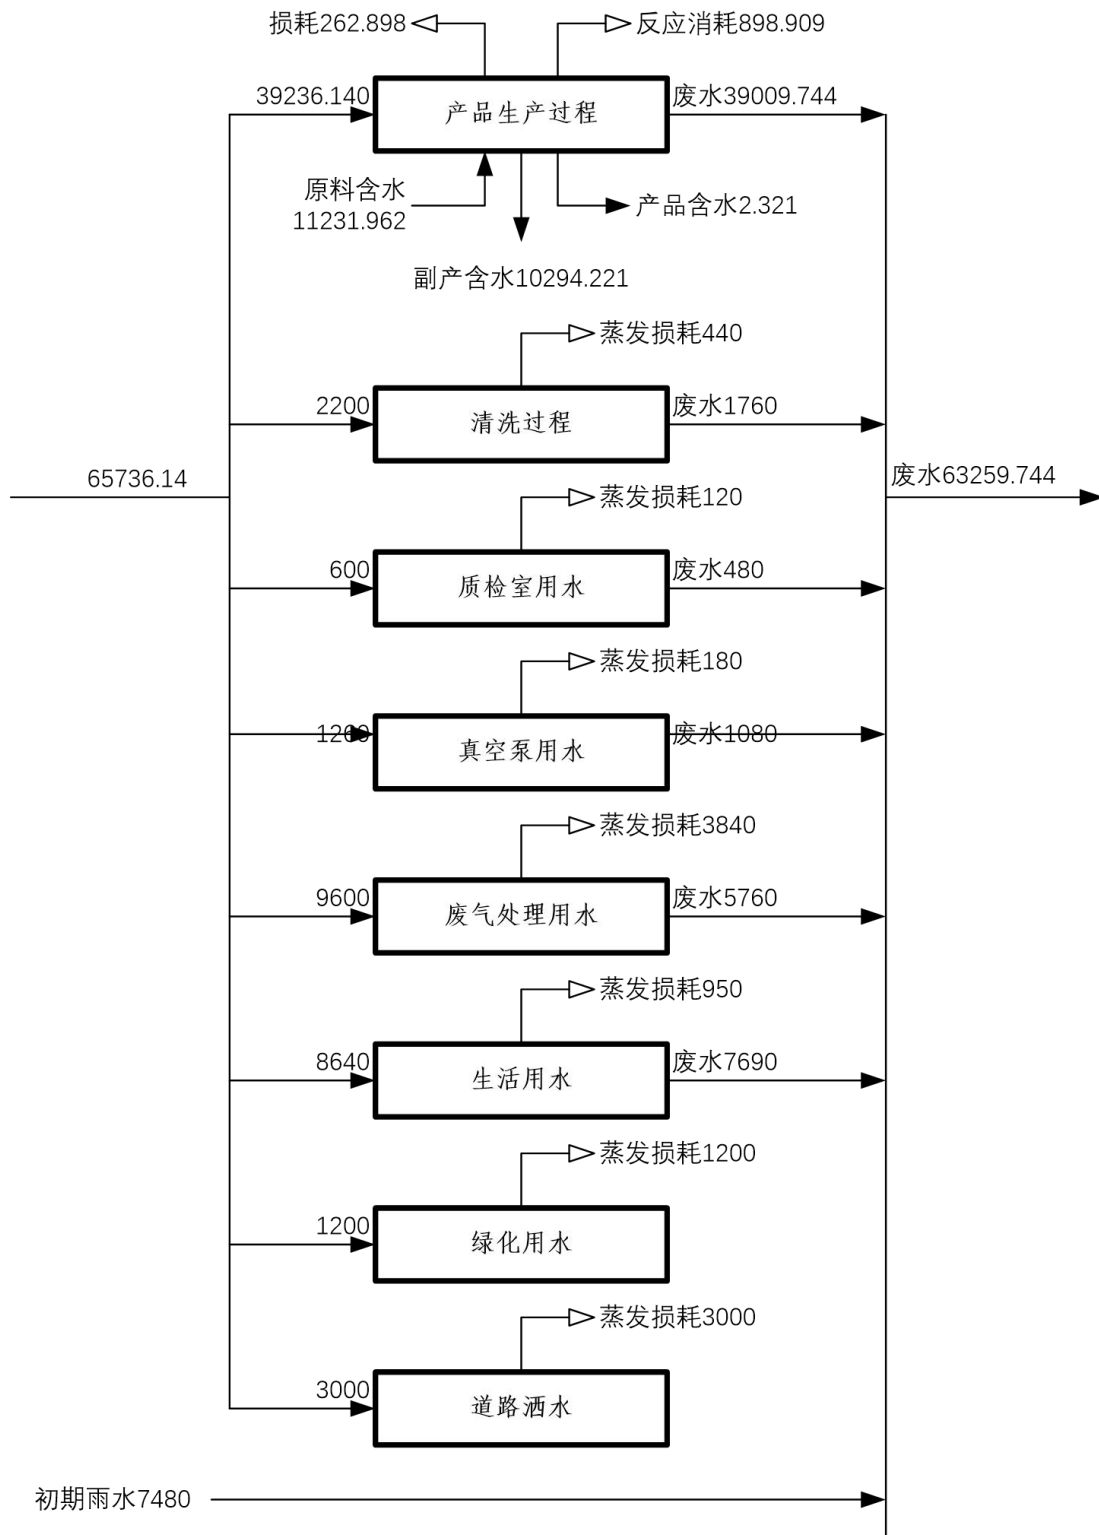 损耗262.898
反应消耗898.909
39236.140
产品生产过程
废水39009.744
原料含水
11231.962
产品含水2.321
副产含水10294.221
蒸发损耗440
2200
清洗过程
废水1760
65736.14
废水63259.744
蒸发损耗120
600
质检室用水
废水480
蒸发损耗180
1260
真空泵用水
废水1080
蒸发损耗3840
9600
废气处理用水
废水5760
蒸发损耗950
8640
生活用水
废水7690
蒸发损耗1200
1200
绿化用水
蒸发损耗3000
3000
道路洒水
初期雨水7480